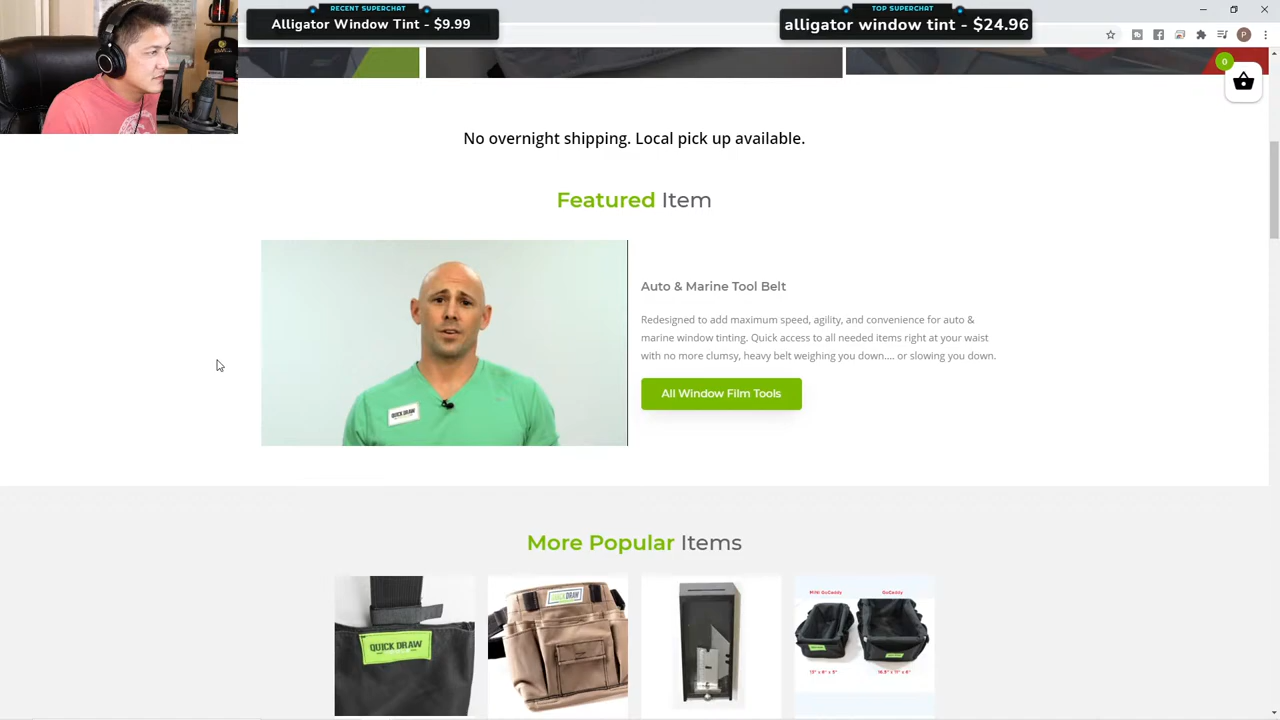 RECENT SUPERCHAT
Alligator Window Tint - $9.99
TOP SUPERCHAT
alligator window tint - $24.96
P
0
No overnight shipping. Local pick up available.
Featured Item
QUICK DRAW
Auto & Marine Tool Belt
Redesigned to add maximum speed, agility, and convenience for auto &
marine window tinting. Quick access to all needed items right at your waist
with no more clumsy, heavy belt weighing you down.... or slowing you down.
All Window Film Tools
More Popular Items
QUICK DRAW
QUICK DRAW
Mini GoCaddy
GoCaddy